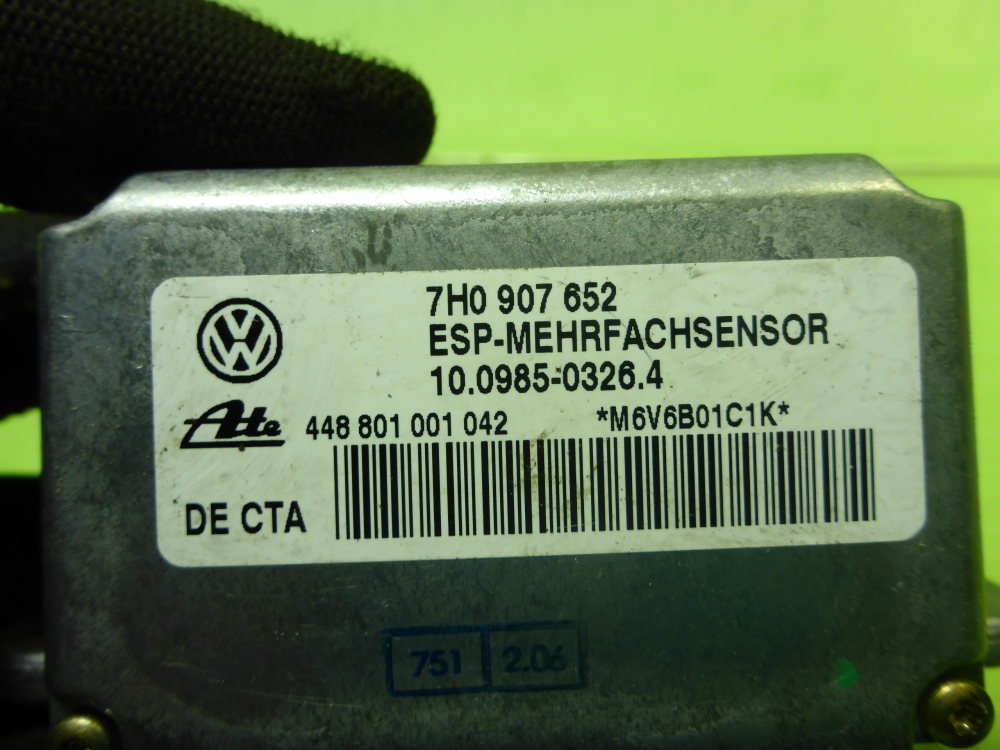 7H0 907 652
ESP-MEHRFACHSENSOR
10.0985-0326.4
Ate 448 801 001 042 *M6V6B01C1K*
DE CTA
751 2.06